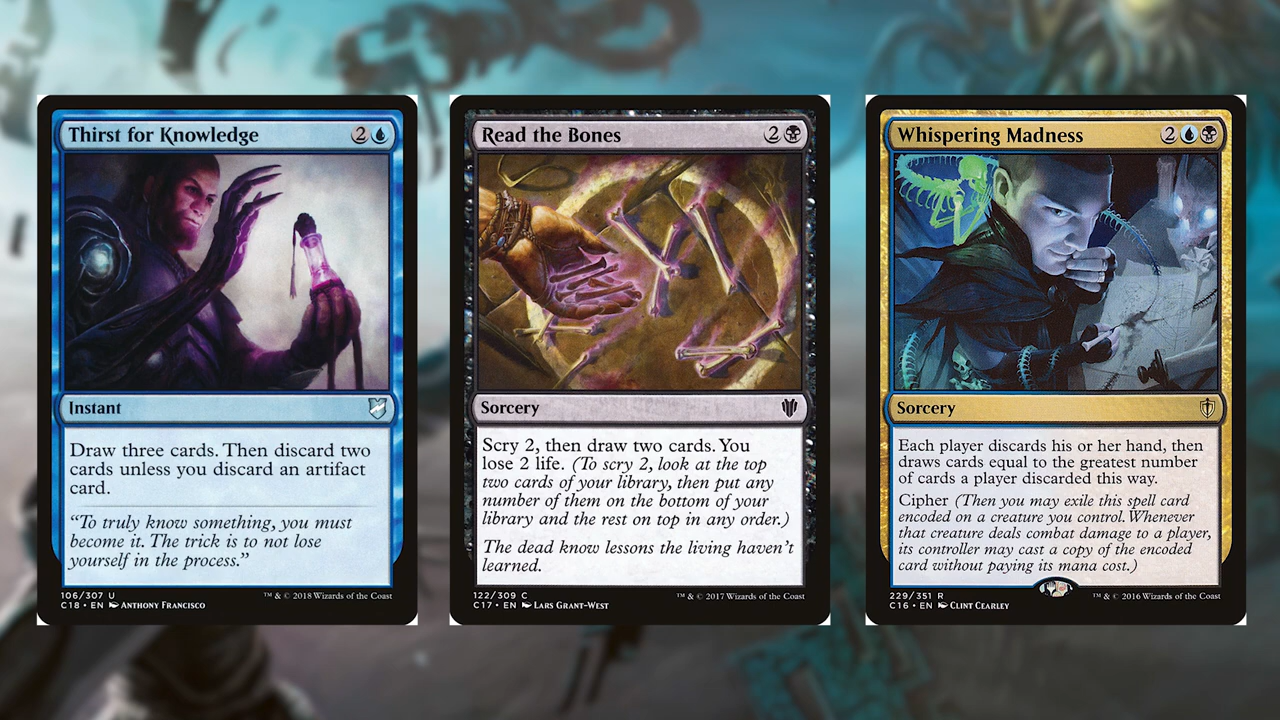 Thirst for Knowledge
2
Instant
Draw three cards. Then discard two
cards unless you discard an artifact
card.
“To truly know something, you must
become it. The trick is to not lose
yourself in the process.”
106/307 U
C18 • EN Anthony Francisco
™ & © 2018 Wizards of the Coast
Read the Bones
2
Sorcery
Scry 2, then draw two cards. You
lose 2 life. (To scry 2, look at the top
two cards of your library, then put any
number of them on the bottom of your
library and the rest on top in any order.)
The dead know lessons the living haven’t
learned.
122/309 C
C17 • EN Lars Grant-West
™ & © 2017 Wizards of the Coast
Whispering Madness
2
Sorcery
Each player discards his or her hand, then
draws cards equal to the greatest number
of cards a player discarded this way.
Cipher (Then you may exile this spell card
encoded on a creature you control. Whenever
that creature deals combat damage to a player,
its controller may cast a copy of the encoded
card without paying its mana cost.)
229/351 R
C16 • EN Clint Cearley
™ & © 2016 Wizards of the Coast